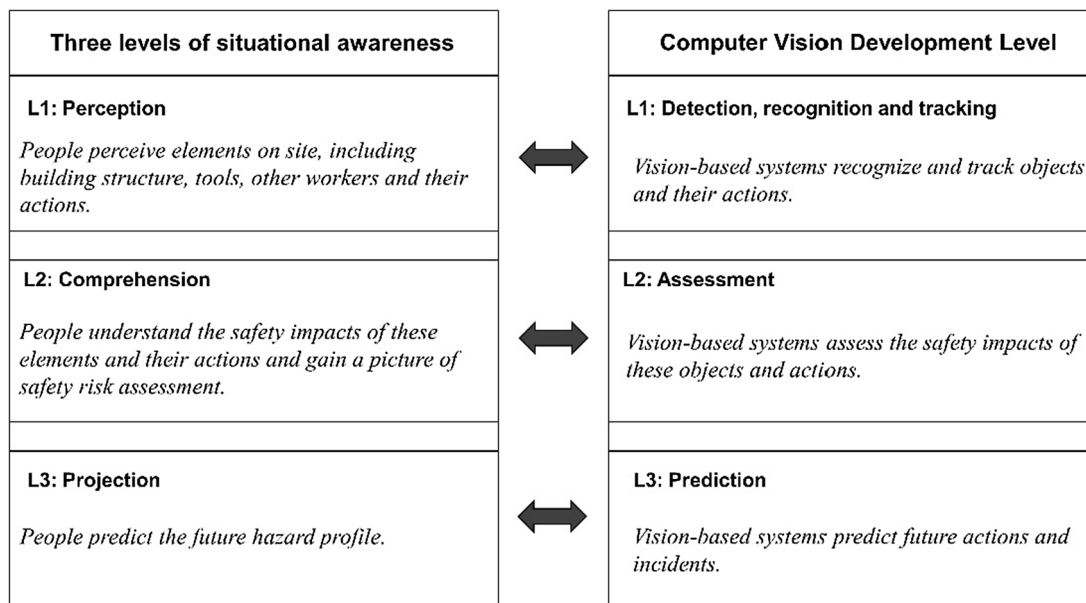 Three levels of situational awareness
L1: Perception
People perceive elements on site, including
building structure, tools, other workers and their
actions.
L2: Comprehension
People understand the safety impacts of these
elements and their actions and gain a picture of
safety risk assessment.
L3: Projection
People predict the future hazard profile.
Computer Vision Development Level
L1: Detection, recognition and tracking
Vision-based systems recognize and track objects
and their actions.
L2: Assessment
Vision-based systems assess the safety impacts of
these objects and actions.
L3: Prediction
Vision-based systems predict future actions and
incidents.